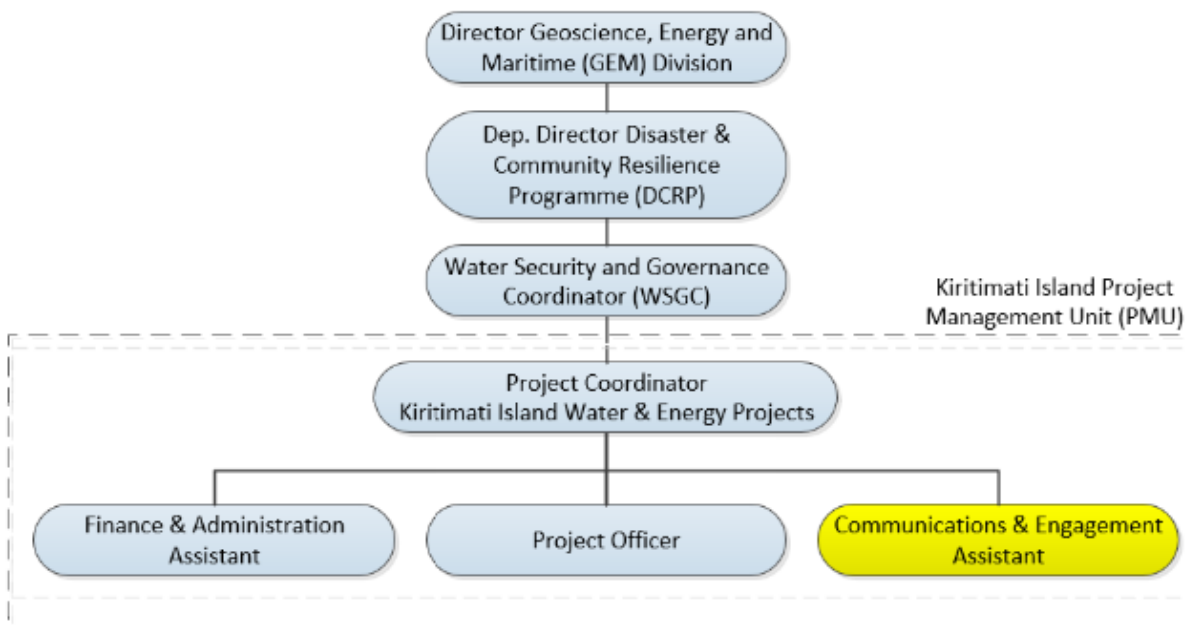 Director Geoscience, Energy and
Maritime (GEM) Division
Dep. Director Disaster &
Community Resilience
Programme (DCRP)
Water Security and Governance
Coordinator (WSGC)
Kiritimati Island Project
Management Unit (PMU)
Project Coordinator
Kiritimati Island Water & Energy Projects
Finance & Administration
Assistant
Project Officer
Communications & Engagement
Assistant